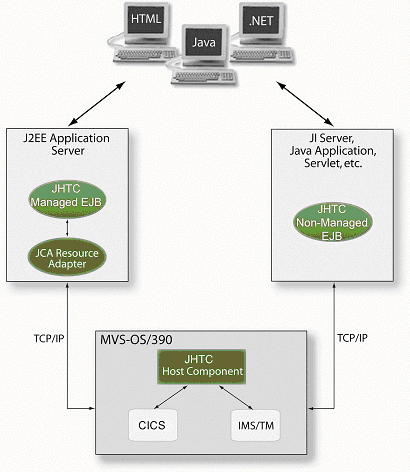 HTML
.NET
Java
J2EE Application
Server
JHTC
Managed EJB
JCA Resource
Adapter
JI Server,
Java Application,
Servlet, etc.
JHTC
Non-Managed
EJB
TCP/IP
TCP/IP
MVS-OS/390
JHTC
Host Component
CICS
IMS/TM